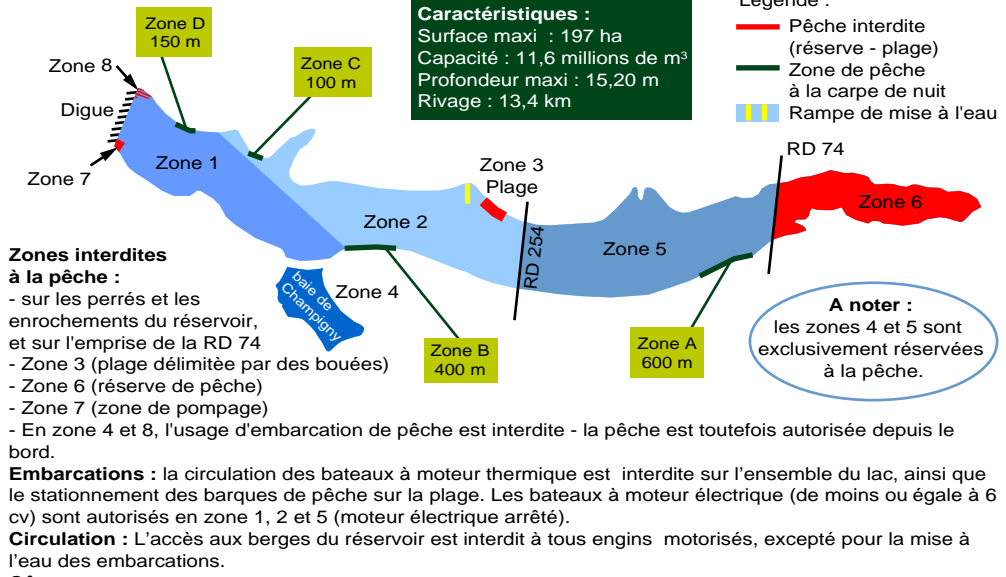 Zone D
150 m
Zone 8
Zone C
100 m
Digue
Zone 7
Zone 1
Caractéristiques :
Surface maxi : 197 ha
Capacité : 11,6 millions de m³
Profondeur maxi : 15,20 m
Rivage : 13,4 km
Légende :
Pêche interdite
(réserve - plage)
Zone de pêche
à la carpe de nuit
Rampe de mise à l'eau
Zone 3
Plage
RD 74
Zone 2
RD 254
Zone 5
Zone 6
baie de
Champigny
Zone 4
Zone B
400 m
Zone A
600 m
A noter :
les zones 4 et 5 sont
exclusivement réservées
à la pêche.
Zones interdites
à la pêche :
- sur les perrés et les
enrochements du réservoir,
et sur l'emprise de la RD 74
- Zone 3 (plage délimitèe par des bouées)
- Zone 6 (réserve de pêche)
- Zone 7 (zone de pompage)
- En zone 4 et 8, l'usage d'embarcation de pêche est interdite - la pêche est toutefois autorisée depuis le
bord.
Embarcations : la circulation des bateaux à moteur thermique est interdite sur l'ensemble du lac, ainsi que
le stationnement des barques de pêche sur la plage. Les bateaux à moteur électrique (de moins ou égale à 6
cv) sont autorisés en zone 1, 2 et 5 (moteur électrique arrêté).
Circulation : L'accès aux berges du réservoir est interdit à tous engins motorisés, excepté pour la mise à
l'eau des embarcations.